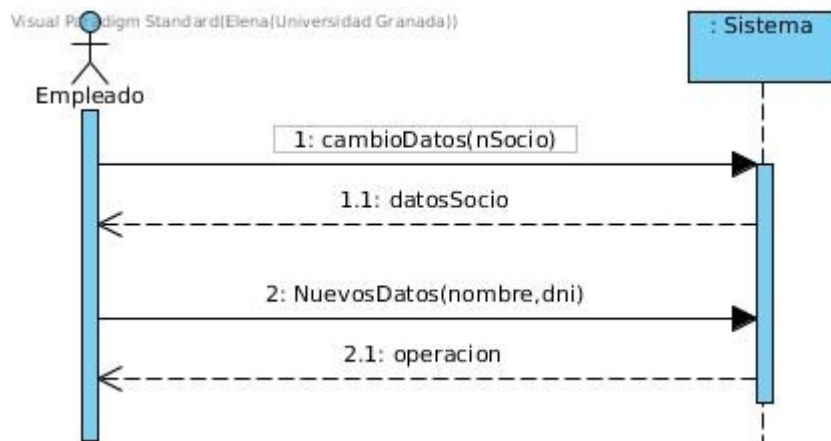 Visual Paradigm Standard(Elena(Universidad Granada))
: Sistema
Empleado
1: cambioDatos(nSocio)
1.1: datosSocio
2: NuevosDatos(nombre,dni)
2.1: operacion